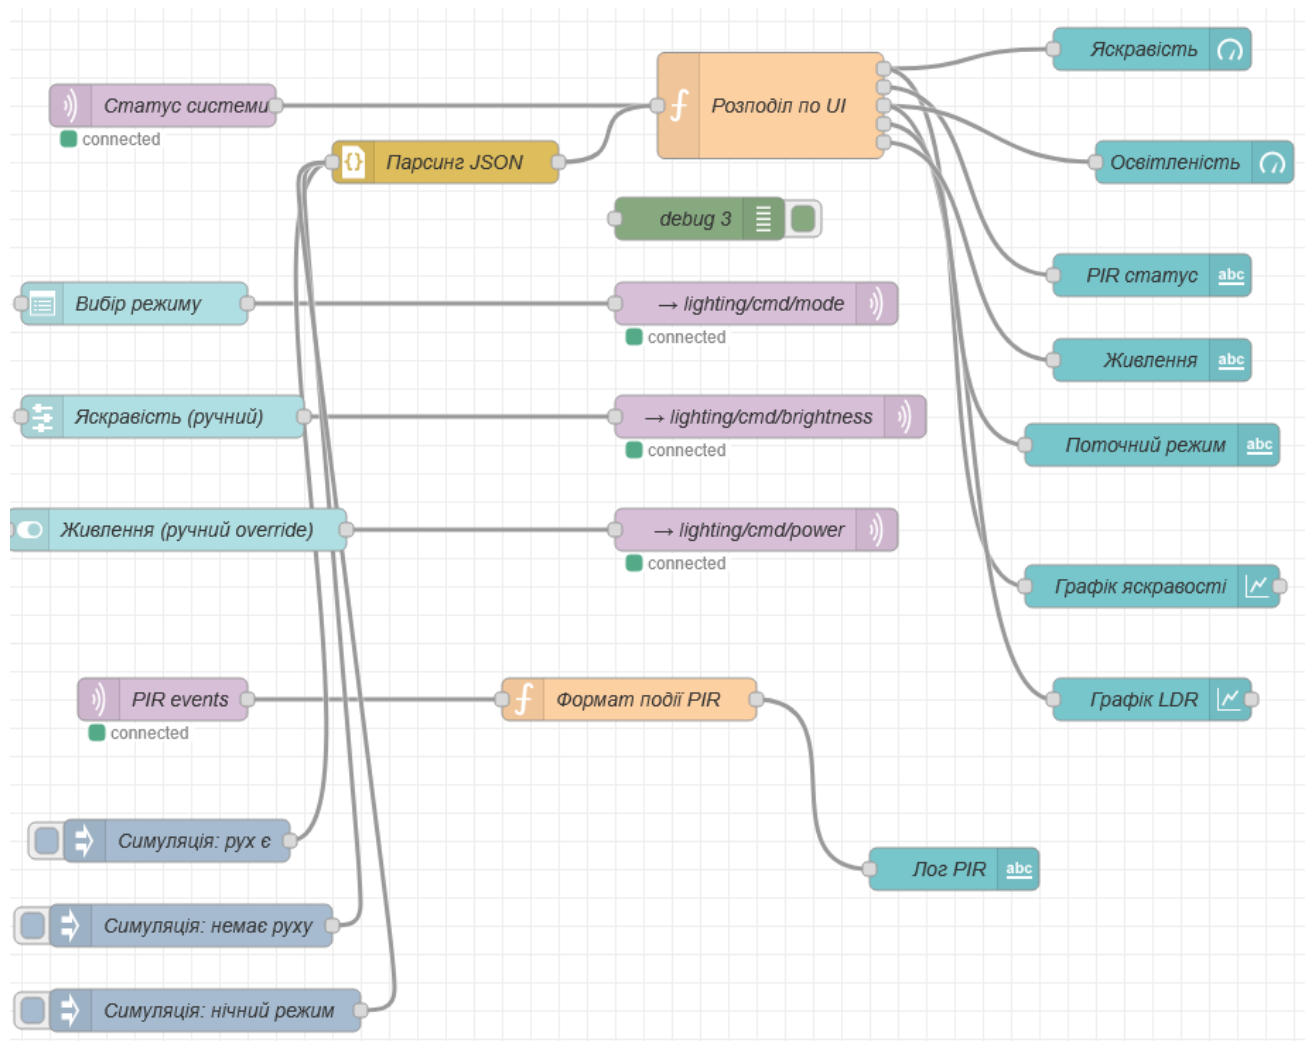 Яскравість
Статус системи
Розподіл по UI
connected
Парсинг JSON
Освітленість
debug 3
PIR статус
Вибір режиму
→ lighting/cmd/mode
connected
Живлення
Яскравість (ручний)
→ lighting/cmd/brightness
connected
Поточний режим
Живлення (ручний override)
→ lighting/cmd/power
connected
Графік яскравості
PIR events
connected
Формат події PIR
Графік LDR
Симуляція: рух є
Лог PIR
Симуляція: немає руху
Симуляція: нічний режим
abc
abc
abc
abc